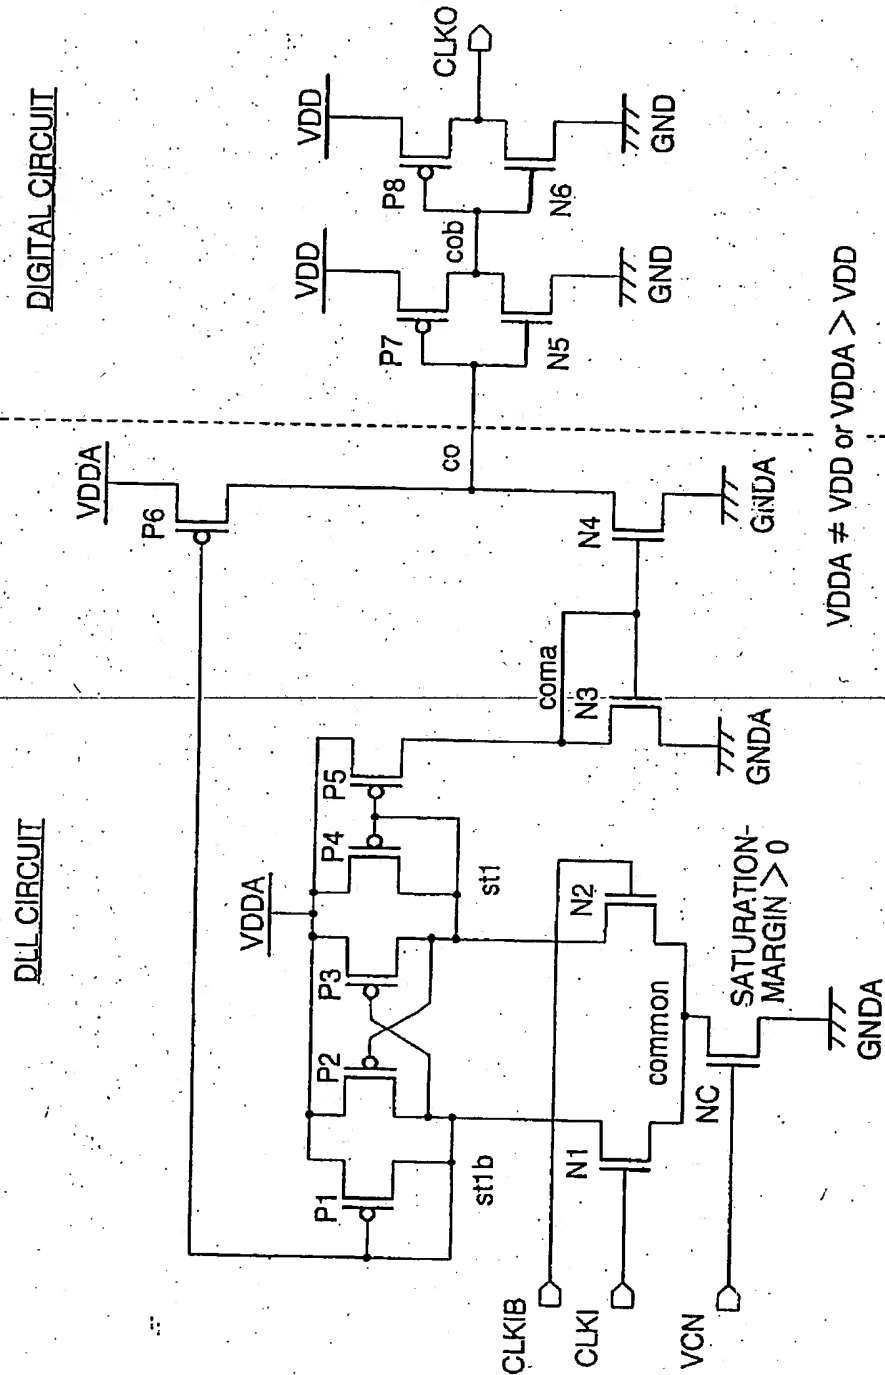 DLL CIRCUIT
DIGITAL CIRCUIT
VDDA
VDDA
VDD
VDD
P1
P2
P3
P4
P5
P6
P7
P8
st1b
st1
coma
co
cob
CLKO
CLKIB
CLKI
VCN
N1
N2
N3
N4
N5
N6
common
NC
SATURATION-
MARGIN > 0
GNDA
GNDA
GNDA
GND
GND
VDDA ≠ VDD or VDDA > VDD